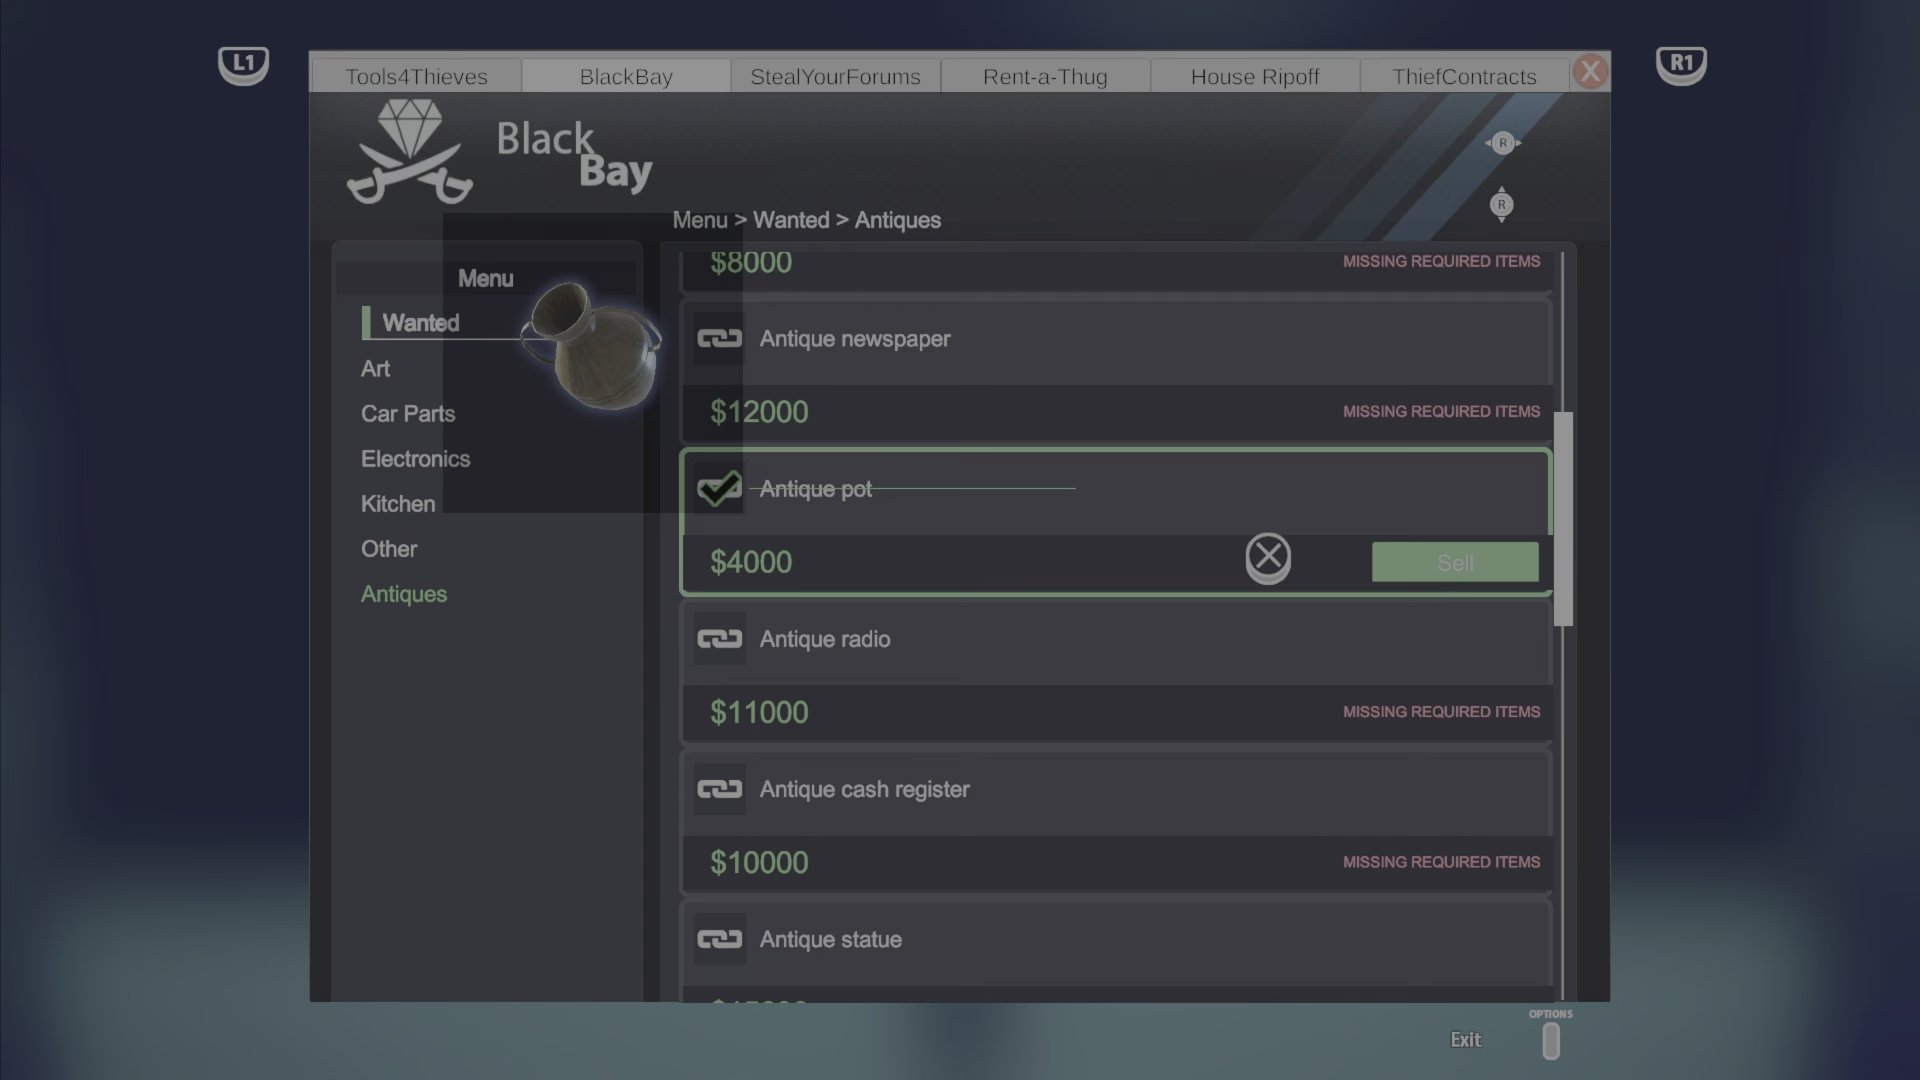 L1
R1
Tools4Thieves
BlackBay
StealYourForums
Rent-a-Thug
House Ripoff
ThiefContracts
X
Black
Bay
R
R
Menu > Wanted > Antiques
Menu
Wanted
Art
Car Parts
Electronics
Kitchen
Other
Antiques
$8000
MISSING REQUIRED ITEMS
Antique newspaper
$12000
MISSING REQUIRED ITEMS
Antique pot
$4000
Sell
Antique radio
$11000
MISSING REQUIRED ITEMS
Antique cash register
$10000
MISSING REQUIRED ITEMS
Antique statue
OPTIONS
Exit